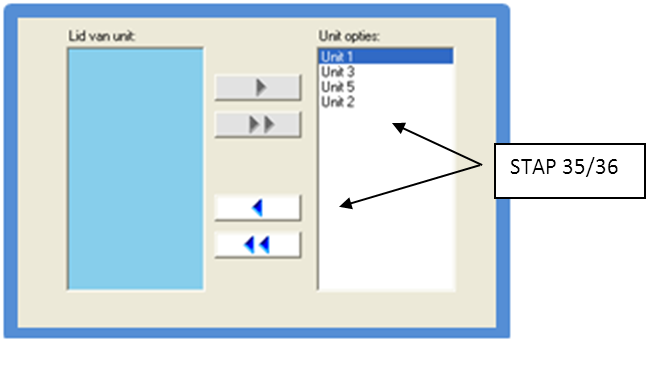 Lid van unit:
Unit opties:
Unit 1
Unit 3
Unit 5
Unit 2
STAP 35/36